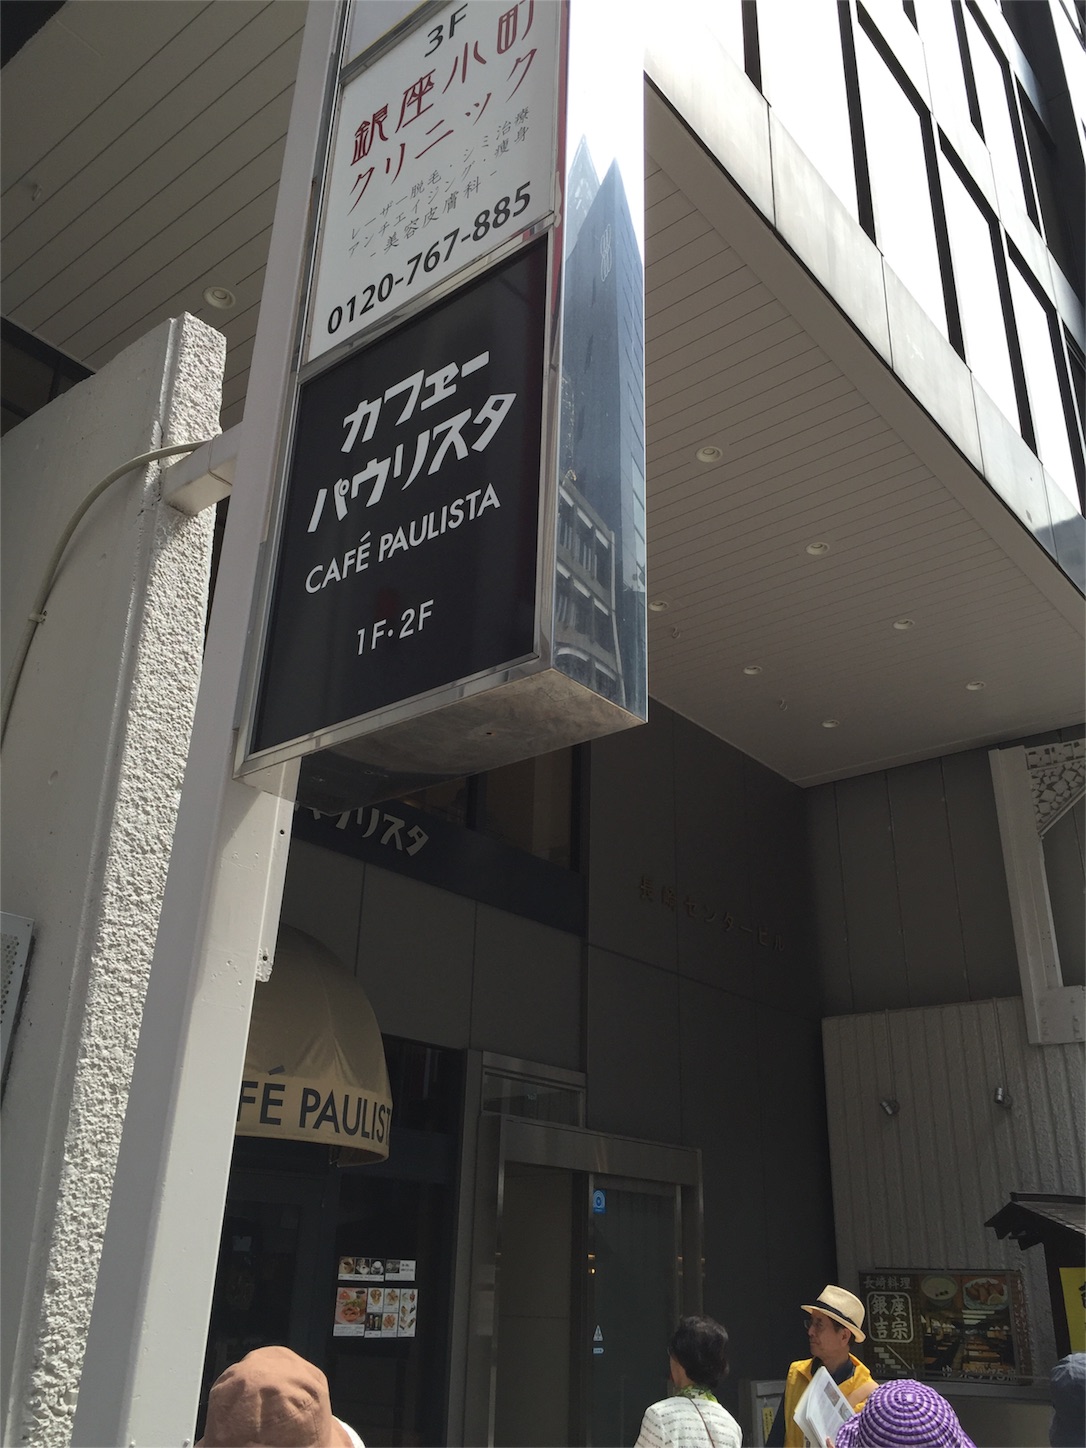 3F
銀座小町
クリニック
レーザー脱毛・シミ治療
アンチエイジング・痩身
- 美容皮膚科 -
0120-767-885
カフェー
パウリスタ
CAFÉ PAULISTA
1F・2F
パウリスタ
長崎センタービル
FÉ PAULIST
長崎料理
銀座
吉宗